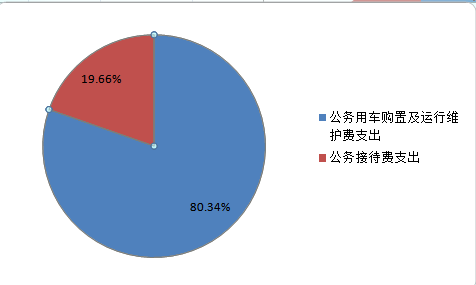 19.66%
80.34%
公务用车购置及运行维
护费支出
公务接待费支出